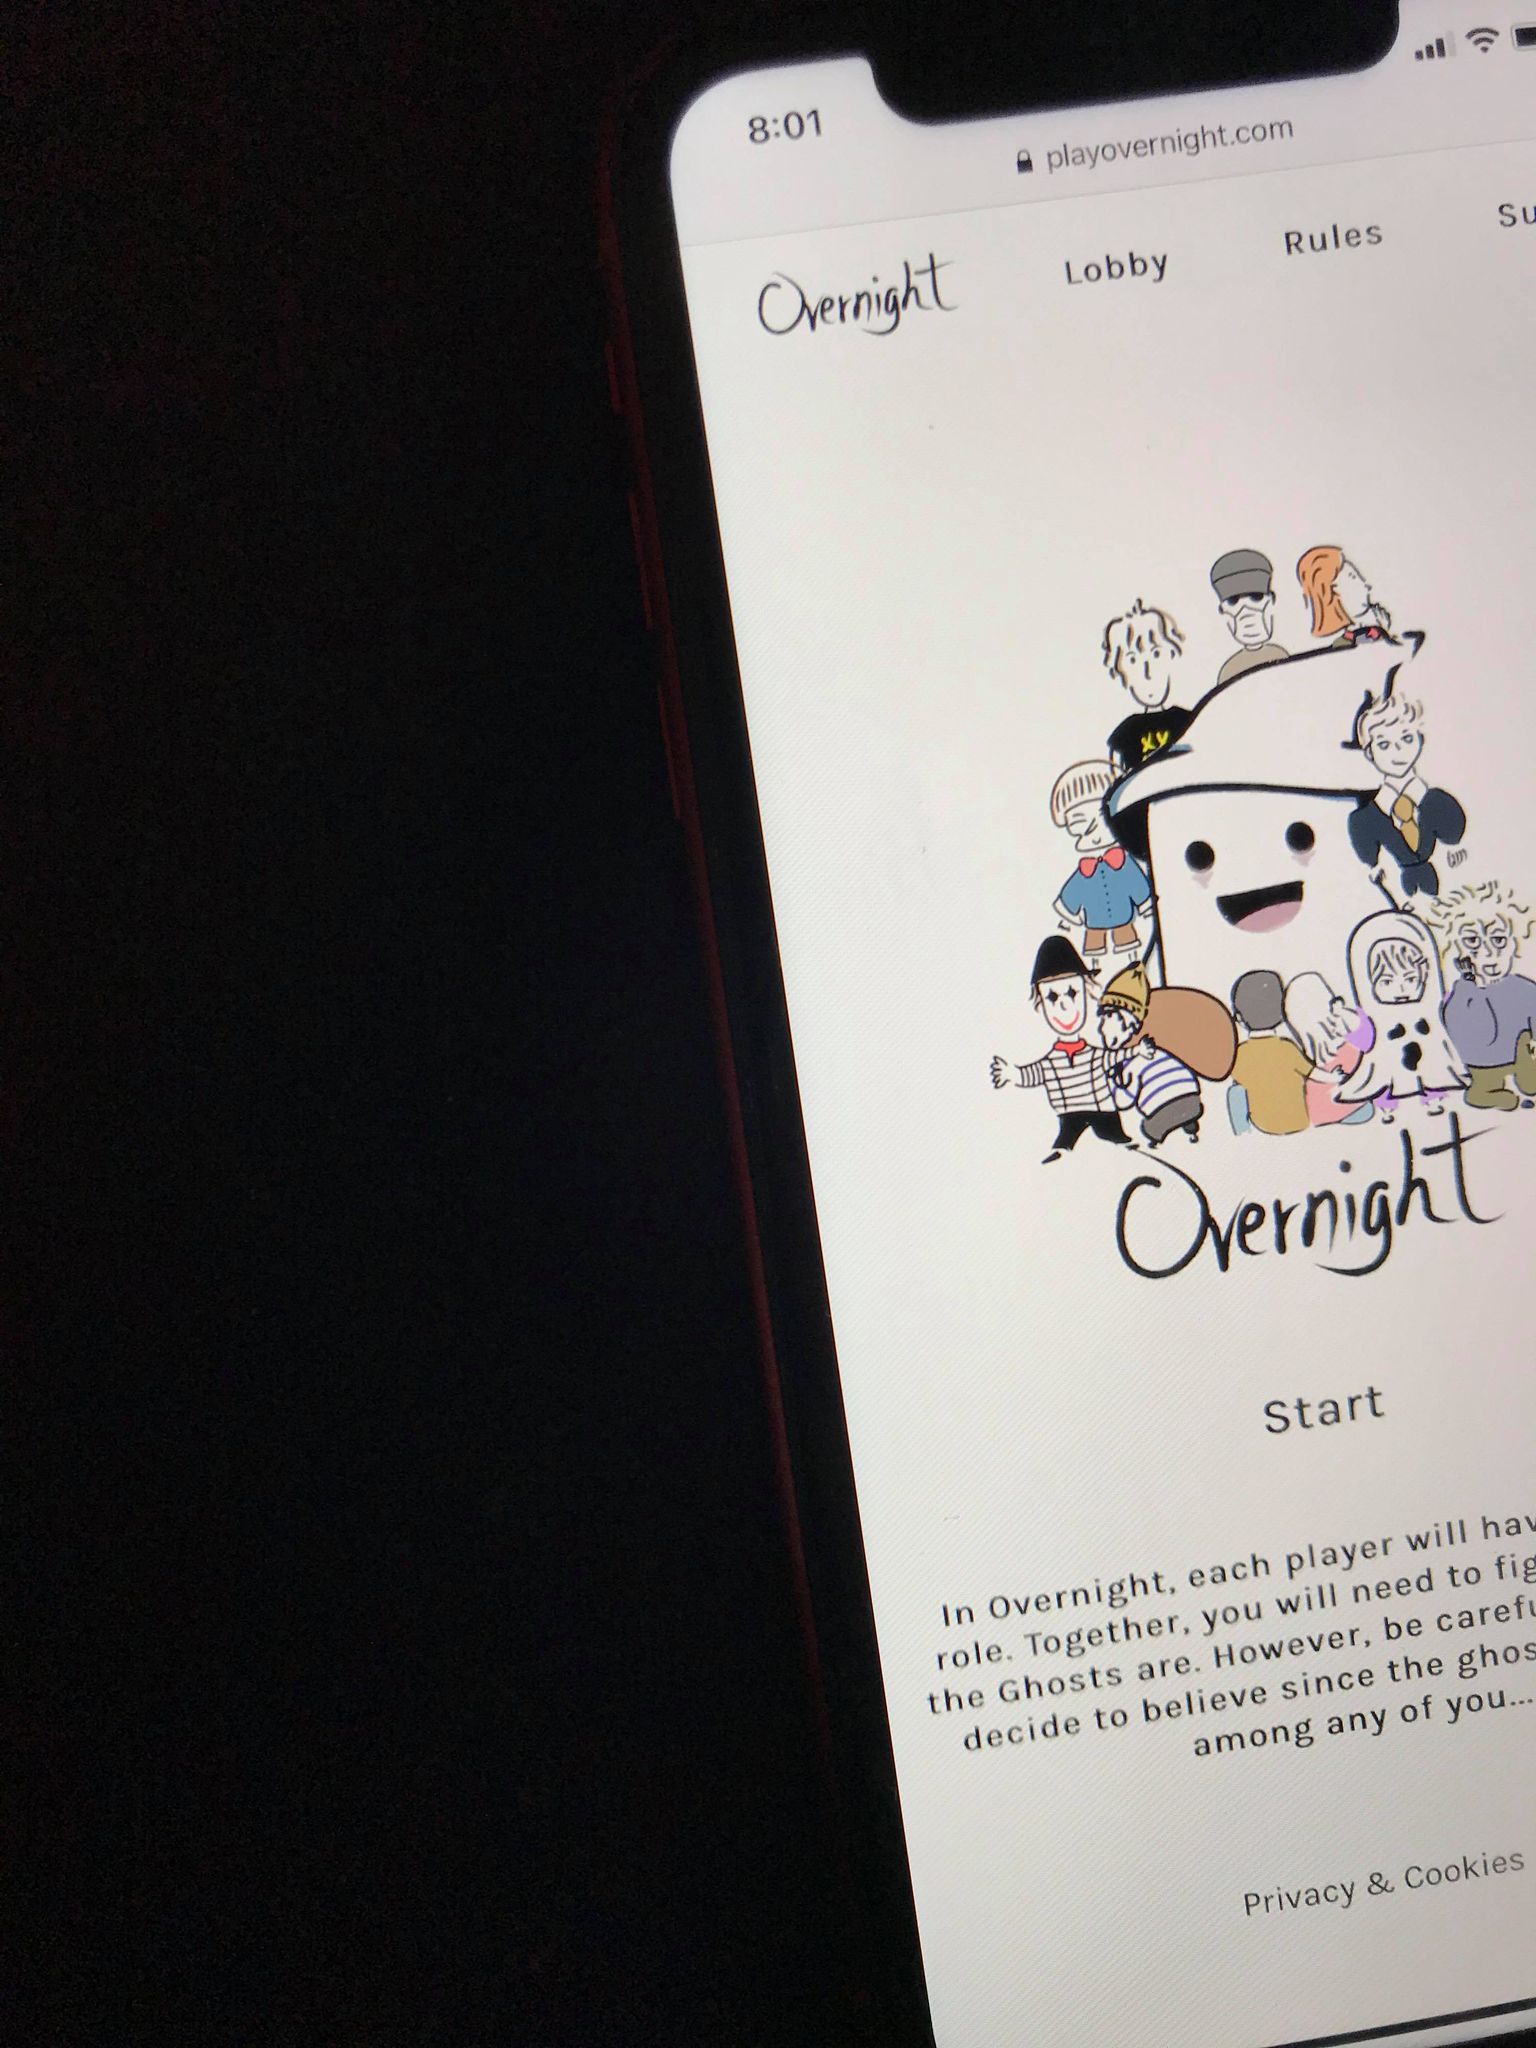 8:01
playovernight.com
Overnight
Lobby
Rules
Su
XY
Overnight
Start
In Overnight, each player will hav
role. Together, you will need to fig
the Ghosts are. However, be carefu
decide to believe since the ghos
among any of you...
Privacy & Cookies